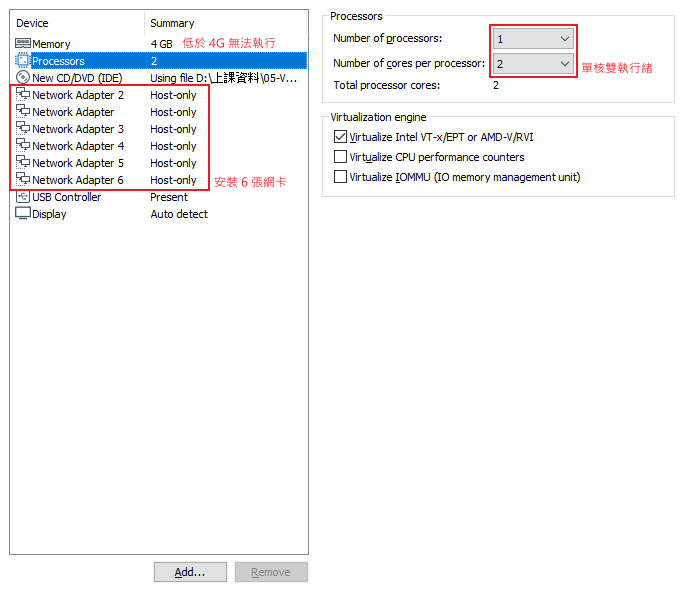 Device Summary
Memory 4 GB 低於 4G 無法執行
Processors 2
New CD/DVD (IDE) Using file D:\上課資料\05-V...
Network Adapter 2 Host-only
Network Adapter Host-only
Network Adapter 3 Host-only
Network Adapter 4 Host-only
Network Adapter 5 Host-only
Network Adapter 6 Host-only
安裝 6 張網卡
USB Controller Present
Display Auto detect
Add... Remove
Processors
Number of processors: 1
Number of cores per processor: 2
單核雙執行緒
Total processor cores: 2
Virtualization engine
Virtualize Intel VT-x/EPT or AMD-V/RVI
Virtualize CPU performance counters
Virtualize IOMMU (IO memory management unit)